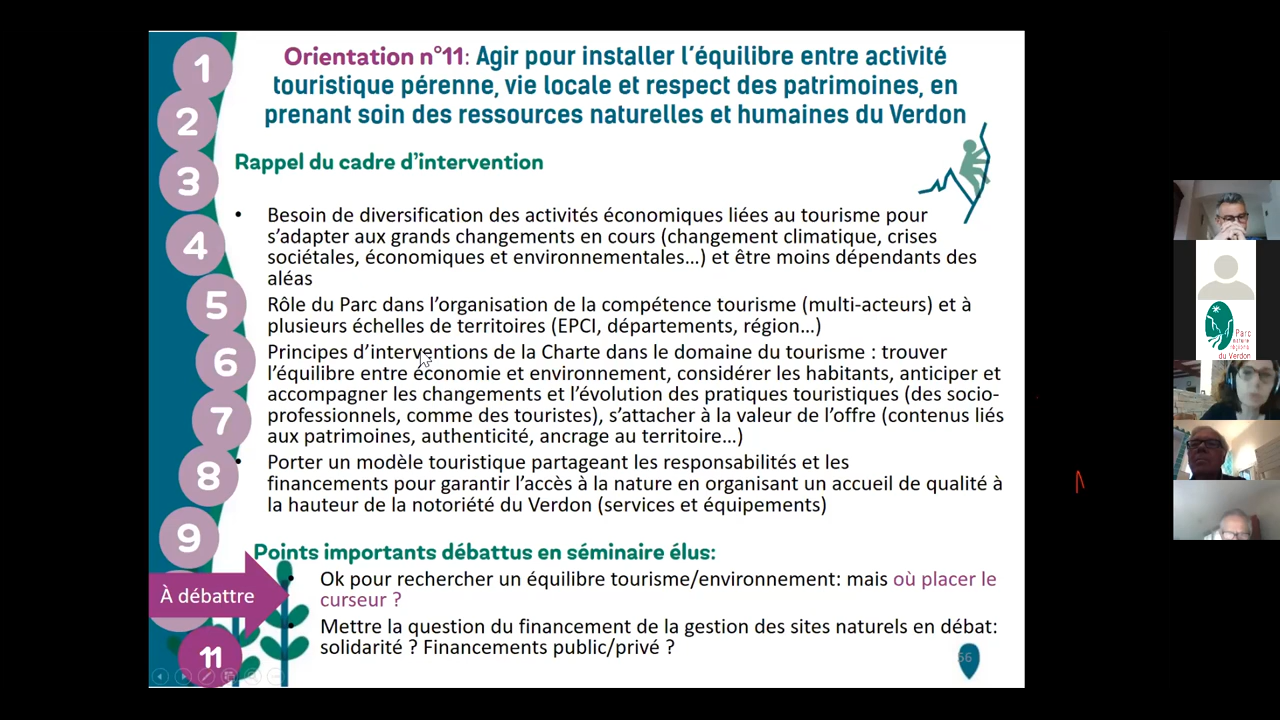 Orientation n°11: Agir pour installer l'équilibre entre activité
touristique pérenne, vie locale et respect des patrimoines, en
prenant soin des ressources naturelles et humaines du Verdon
1
2
3
4
5
6
7
8
9
À débattre
11
Rappel du cadre d'intervention
• Besoin de diversification des activités économiques liées au tourisme pour
s'adapter aux grands changements en cours (changement climatique, crises
sociétales, économiques et environnementales…) et être moins dépendants des
aléas
Rôle du Parc dans l'organisation de la compétence tourisme (multi-acteurs) et à
plusieurs échelles de territoires (EPCI, départements, région…)
Principes d'interventions de la Charte dans le domaine du tourisme : trouver
l'équilibre entre économie et environnement, considérer les habitants, anticiper et
accompagner les changements et l'évolution des pratiques touristiques (des socio-
professionnels, comme des touristes), s'attacher à la valeur de l'offre (contenus liés
aux patrimoines, authenticité, ancrage au territoire…)
• Porter un modèle touristique partageant les responsabilités et les
financements pour garantir l'accès à la nature en organisant un accueil de qualité à
la hauteur de la notoriété du Verdon (services et équipements)
Points importants débattus en séminaire élus:
• Ok pour rechercher un équilibre tourisme/environnement: mais où placer le
curseur ?
• Mettre la question du financement de la gestion des sites naturels en débat:
solidarité ? Financements public/privé ?
56
Parc
naturel
régional
du Verdon